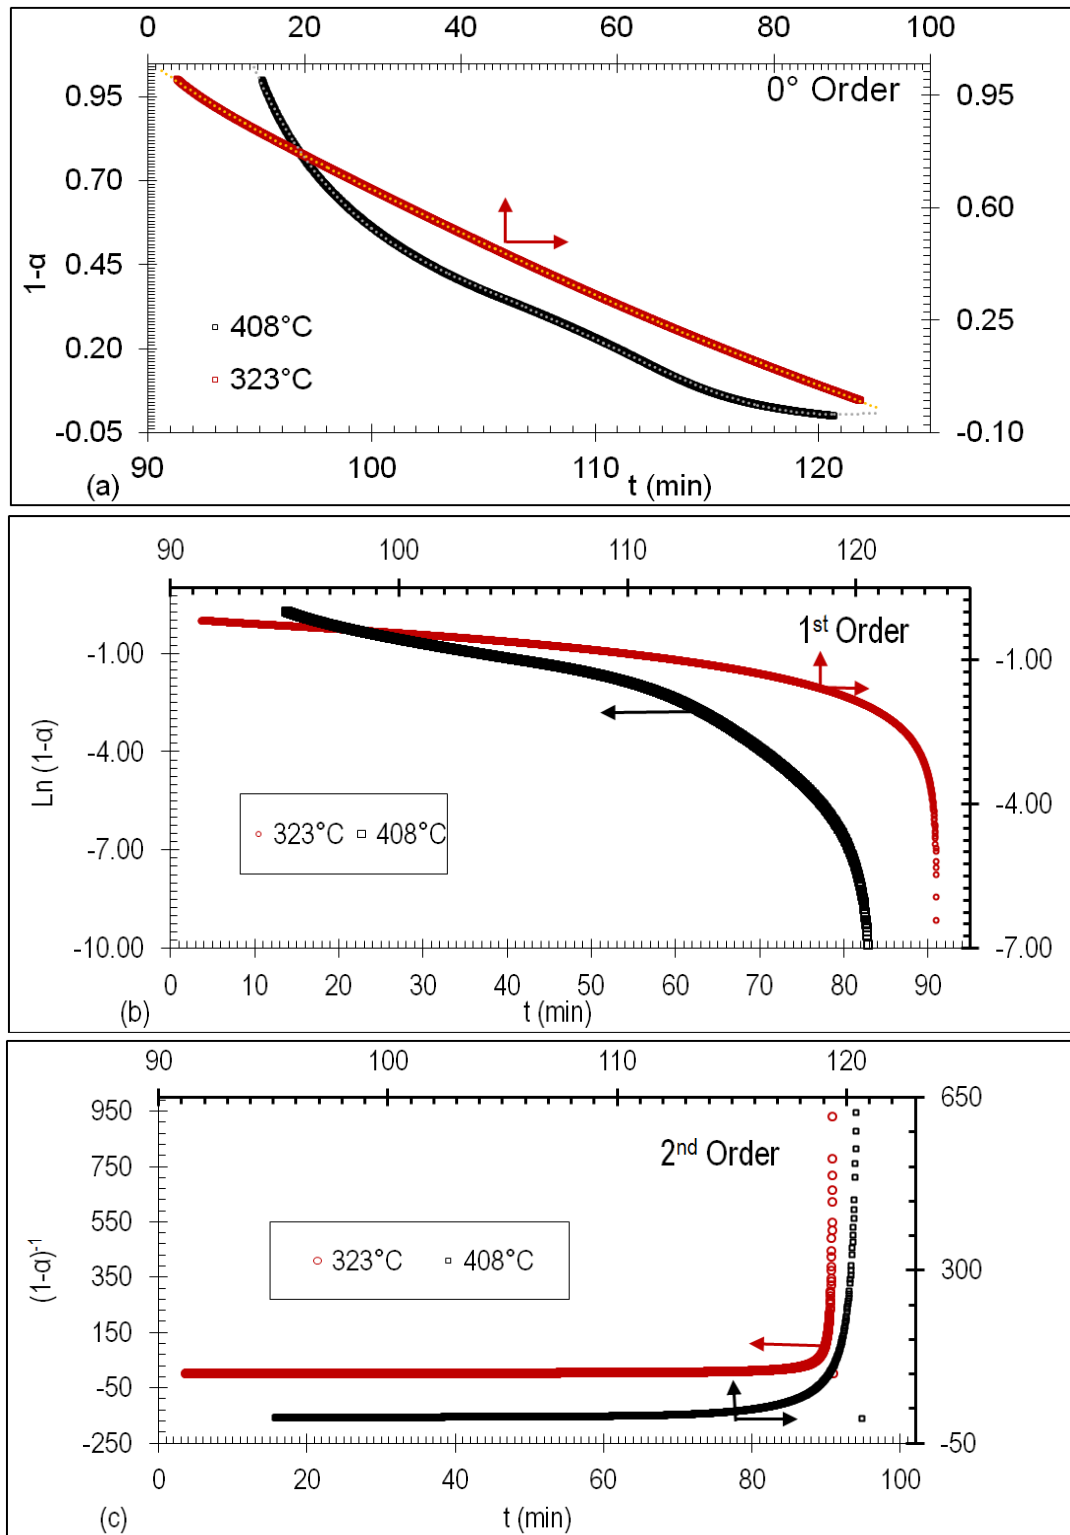 0 20 40 60 80 100
0° Order
0.95 0.95
0.70 0.60
0.45
1-α
0.25
408°C
0.20
323°C
-0.05 -0.10
90 100 110 120
(a) t (min)
90 100 110 120
1st Order
-1.00 -1.00
-4.00 -4.00
Ln (1-α)
323°C 408°C
-7.00
-10.00 -7.00
0 10 20 30 40 50 60 70 80 90
(b) t (min)
90 100 110 120
950 650
2nd Order
750
550
323°C 408°C
350 300
(1-α)-1
150
-50
-250 -50
0 20 40 60 80 100
(c) t (min)